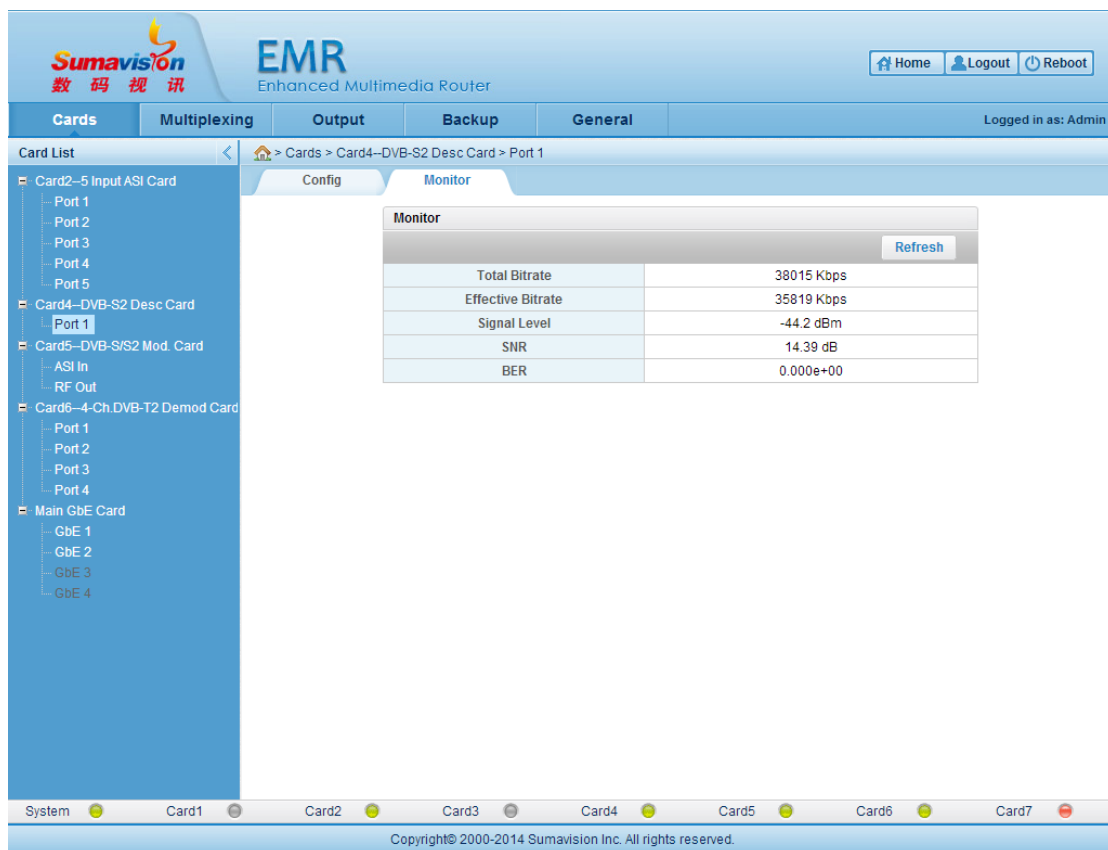 Sumavision
数码视讯
EMR
Enhanced Multimedia Router
Home Logout Reboot
Cards Multiplexing Output Backup General Logged in as: Admin
Card List
> Cards > Card4--DVB-S2 Desc Card > Port 1
Card2--5 Input ASI Card
Port 1
Port 2
Port 3
Port 4
Port 5
Card4--DVB-S2 Desc Card
Port 1
Card5--DVB-S/S2 Mod. Card
ASI In
RF Out
Card6--4-Ch.DVB-T2 Demod Card
Port 1
Port 2
Port 3
Port 4
Main GbE Card
GbE 1
GbE 2
GbE 3
GbE 4
Config Monitor
Monitor
Refresh
Total Bitrate 38015 Kbps
Effective Bitrate 35819 Kbps
Signal Level -44.2 dBm
SNR 14.39 dB
BER 0.000e+00
System Card1 Card2 Card3 Card4 Card5 Card6 Card7
Copyright© 2000-2014 Sumavision Inc. All rights reserved.